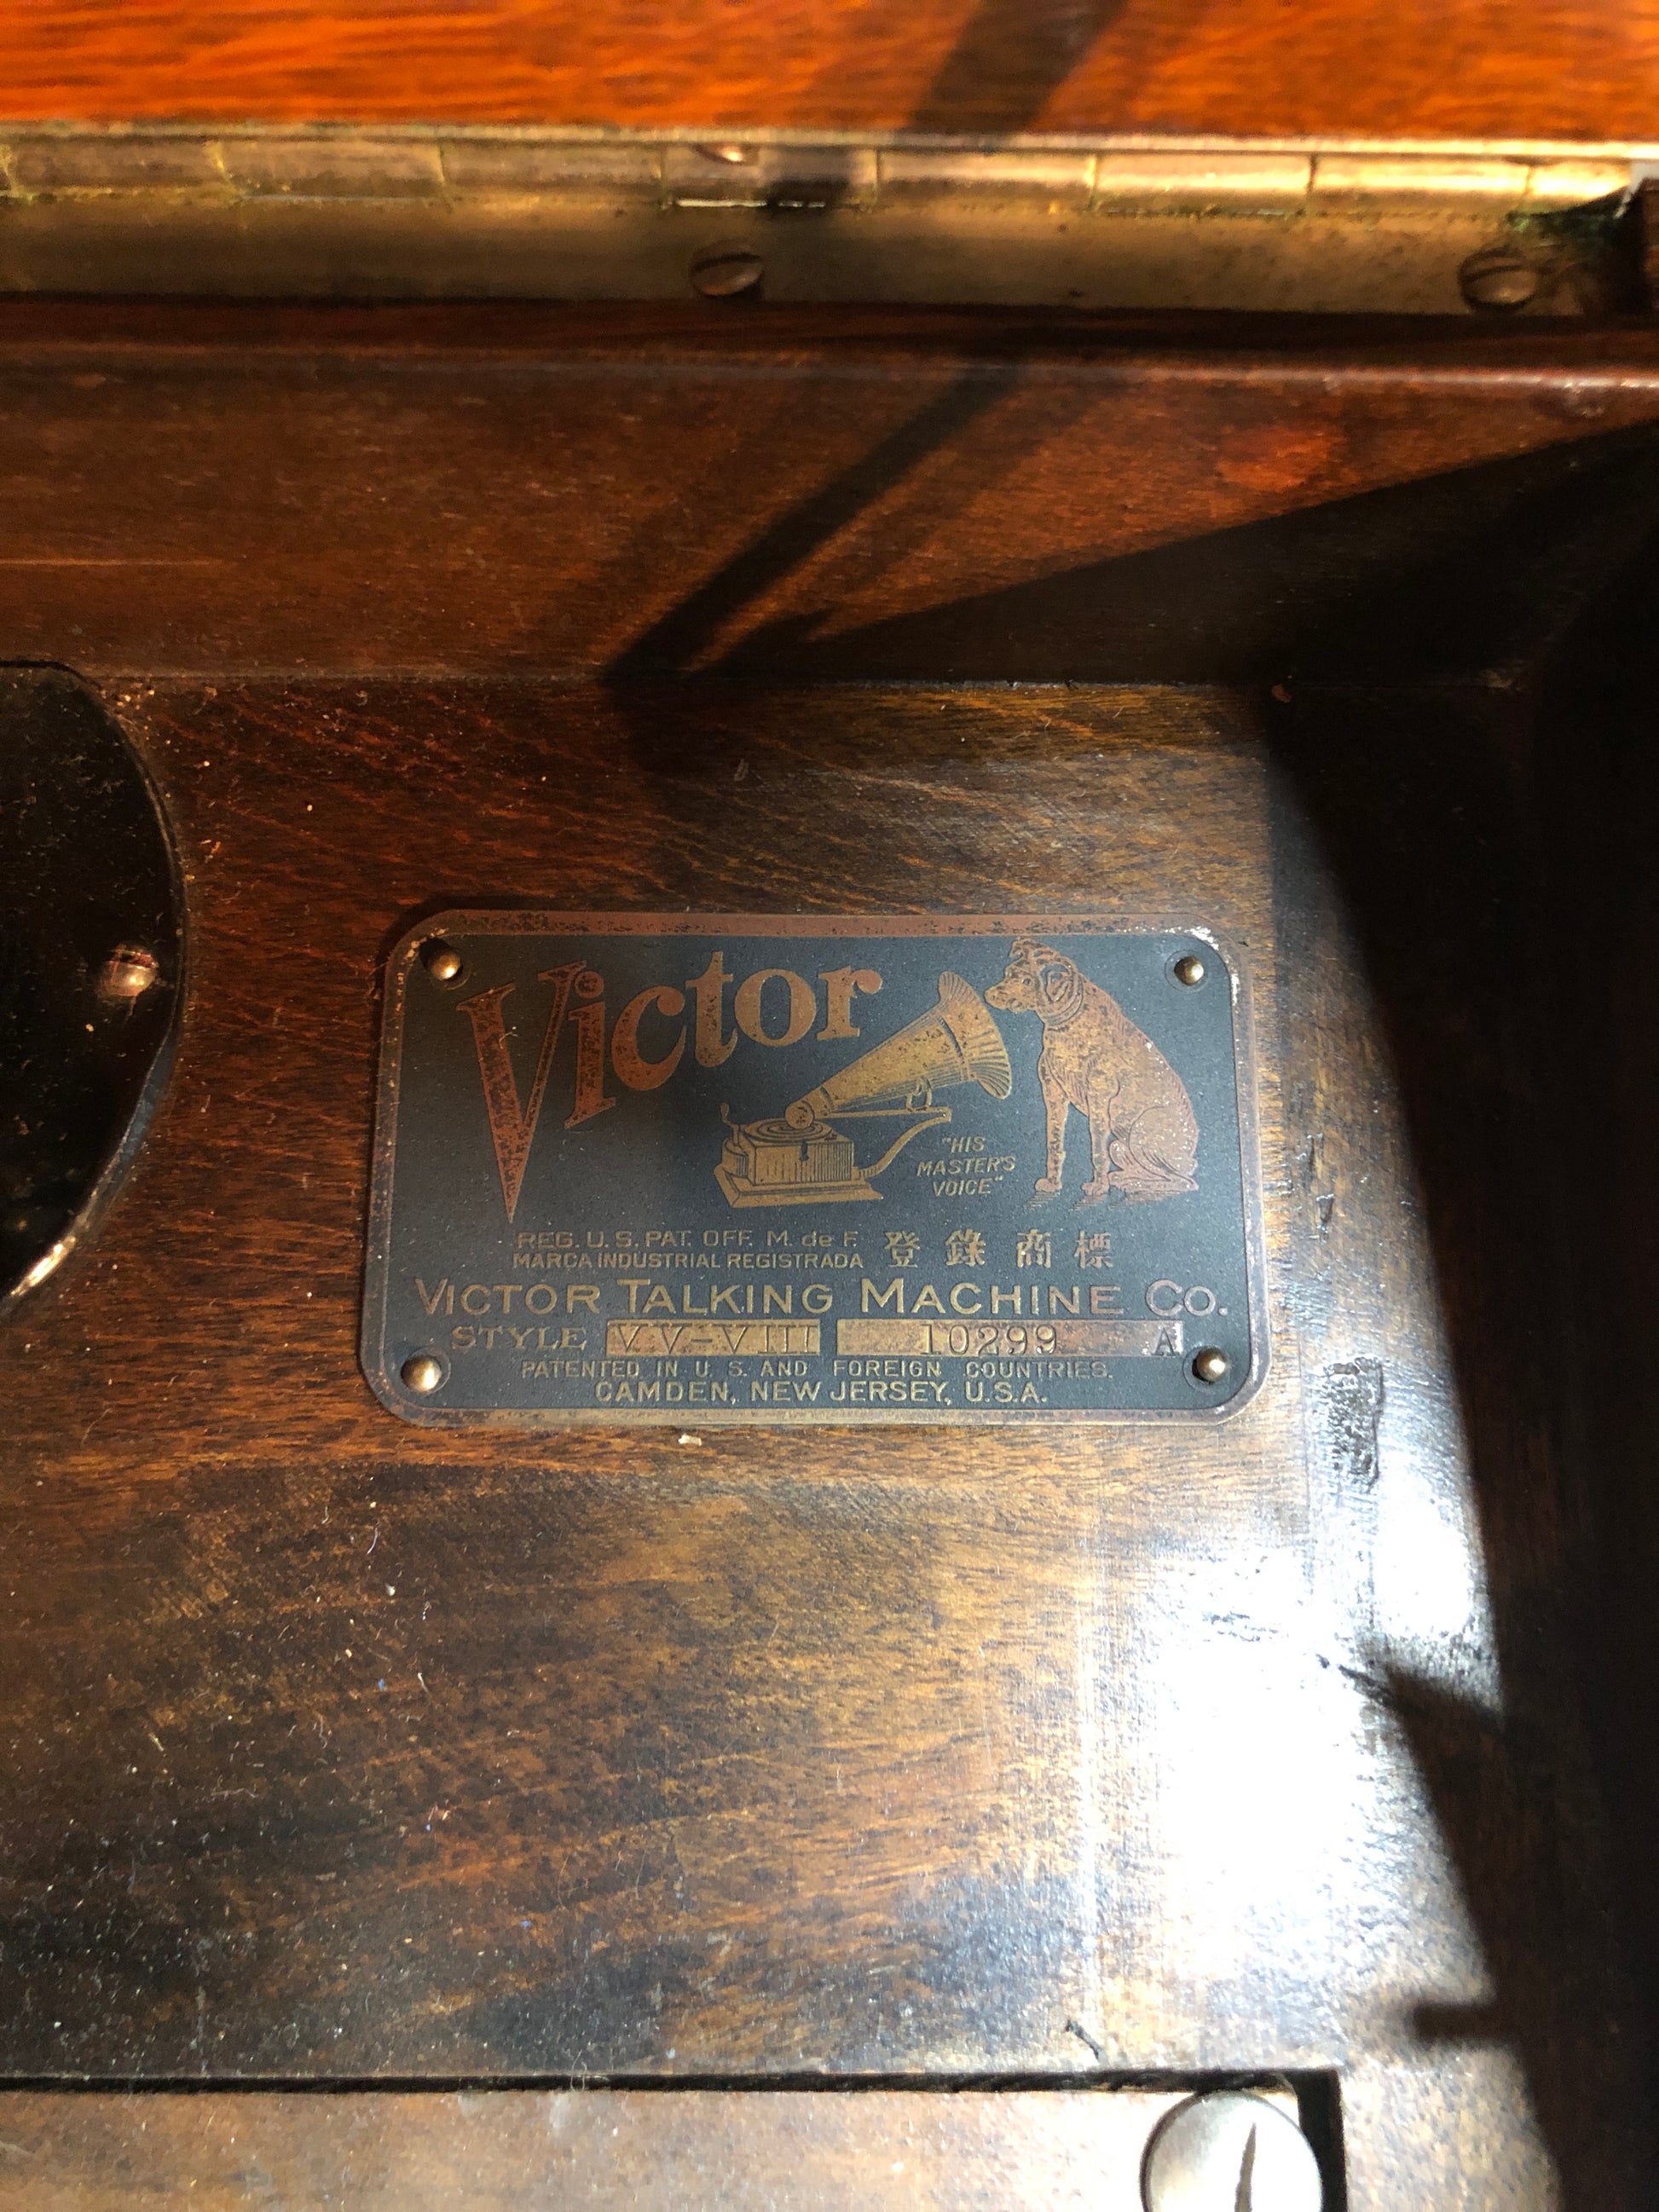 Victor
"HIS
MASTER'S
VOICE"
REG. U. S. PAT. OFF. M. de F.
MARCA INDUSTRIAL REGISTRADA
登錄商標
VICTOR TALKING MACHINE CO.
STYLE VV-VIII 10299 A
PATENTED IN U. S. AND FOREIGN COUNTRIES.
CAMDEN, NEW JERSEY, U.S.A.